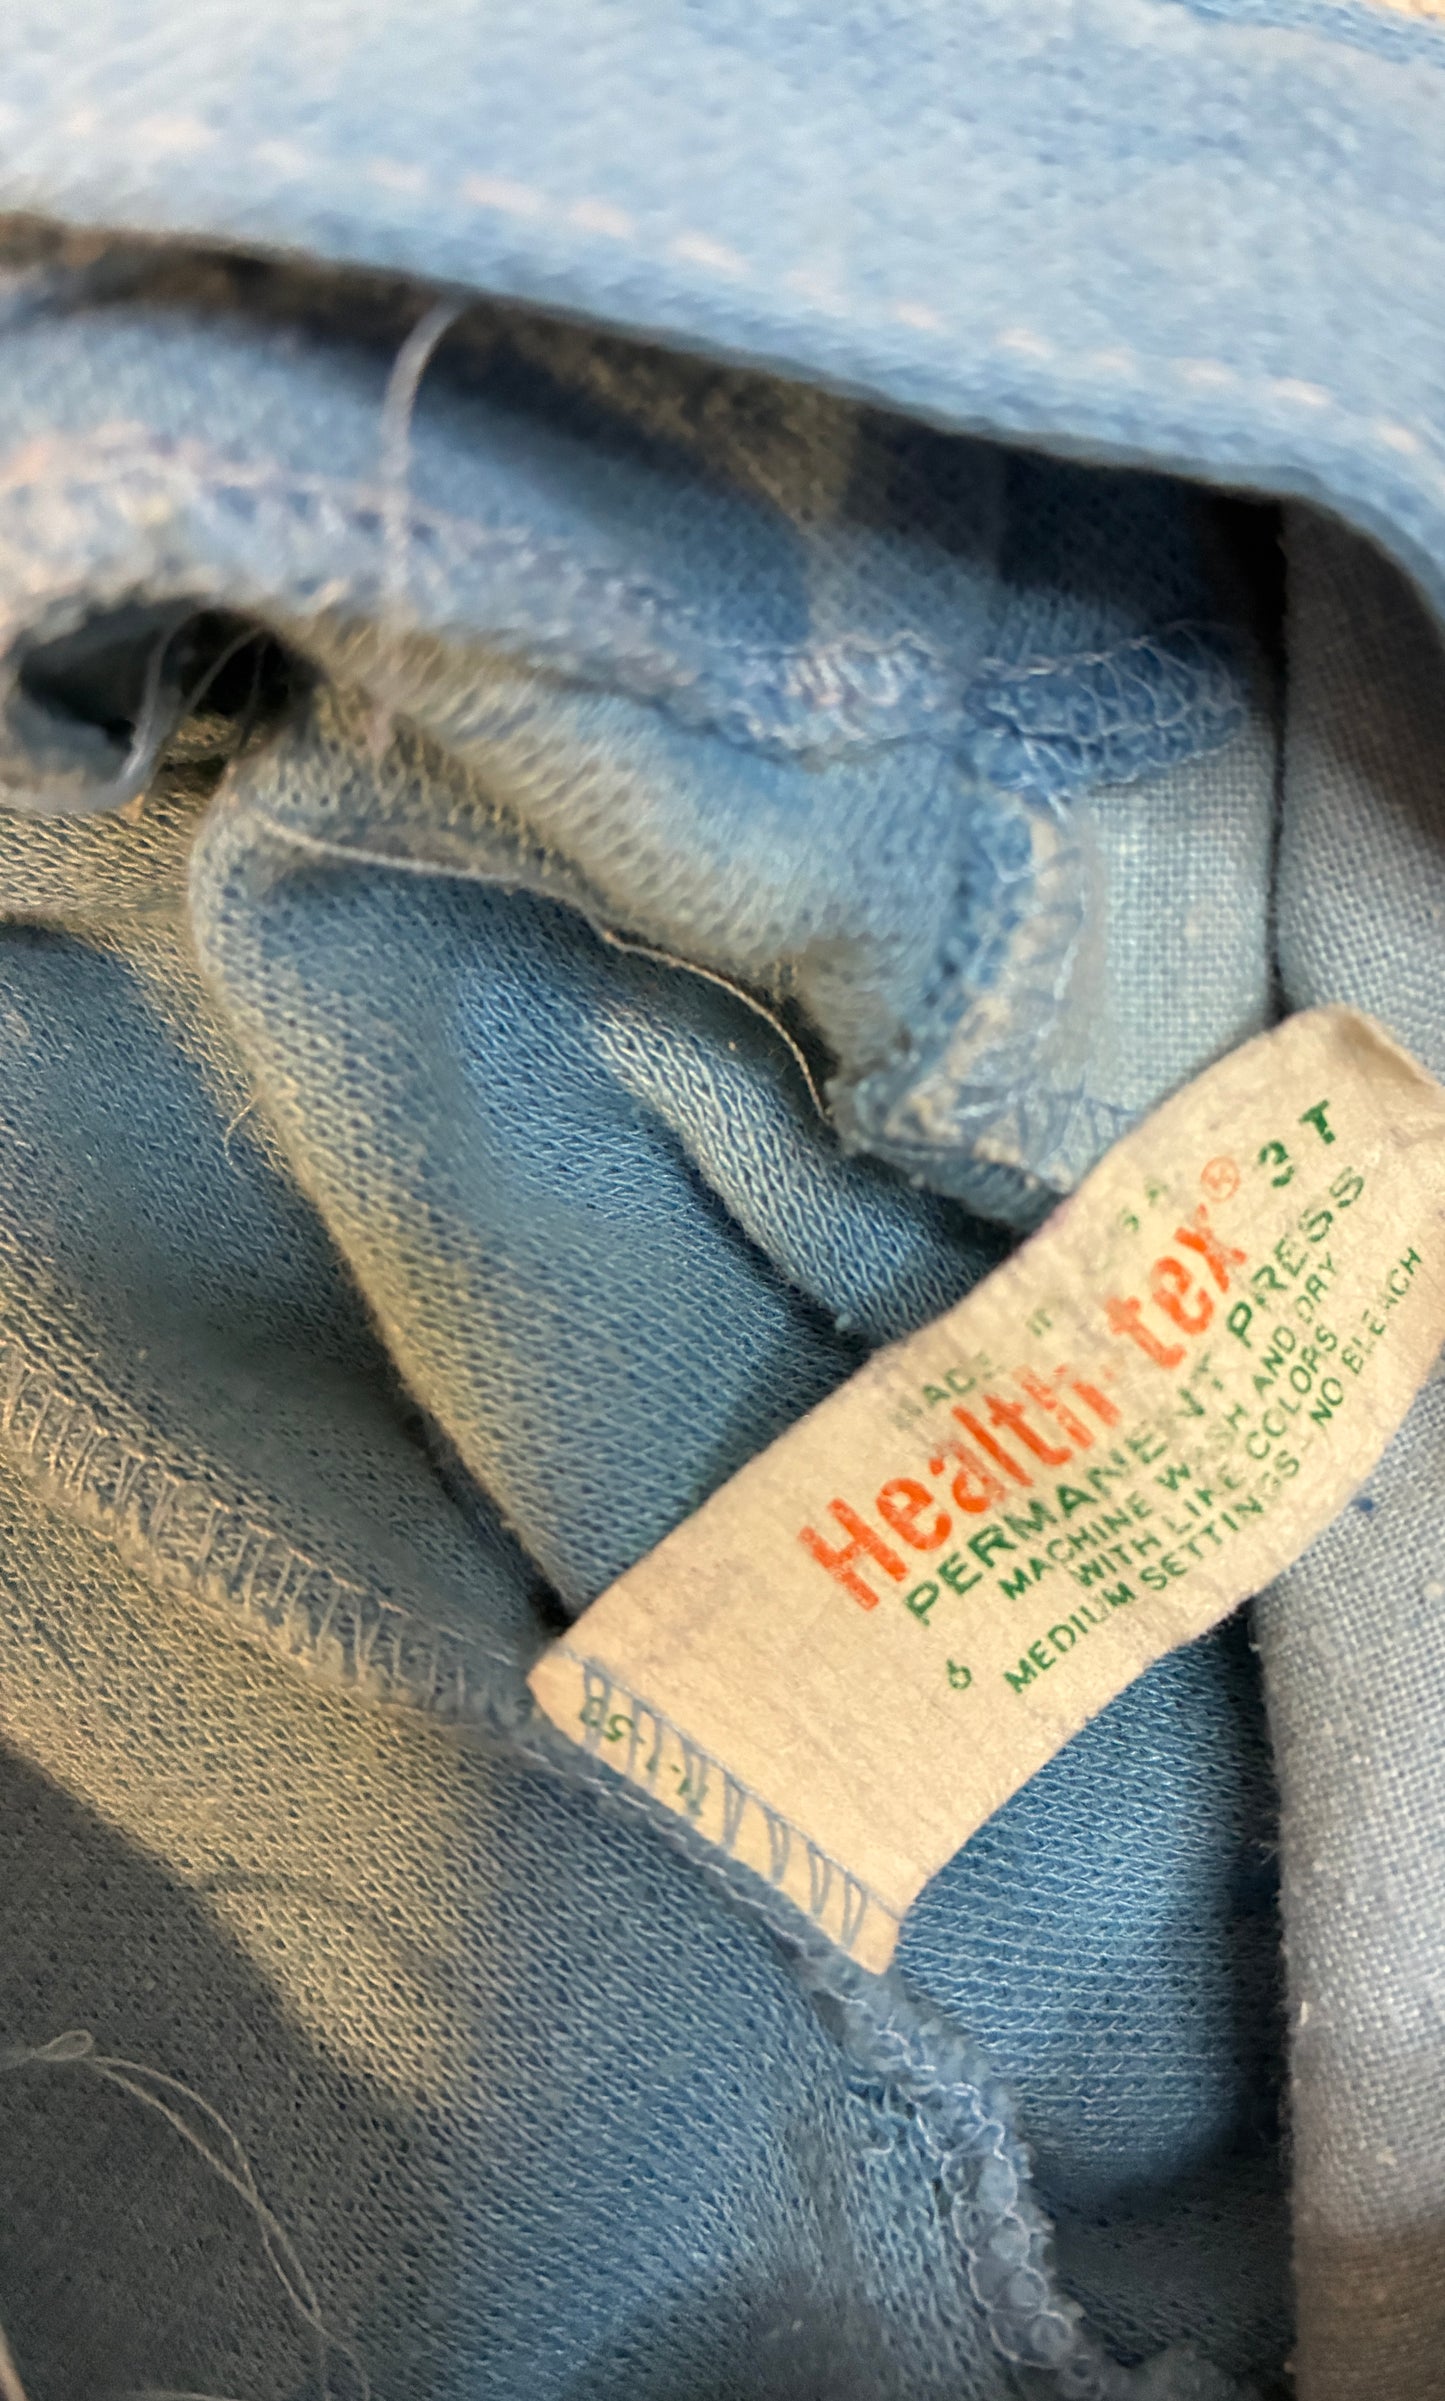 MADE IN U S A
Health·tex® 3T
PERMANENT PRESS
MACHINE WASH AND DRY
WITH LIKE COLORS
6 MEDIUM SETTINGS - NO BLEACH